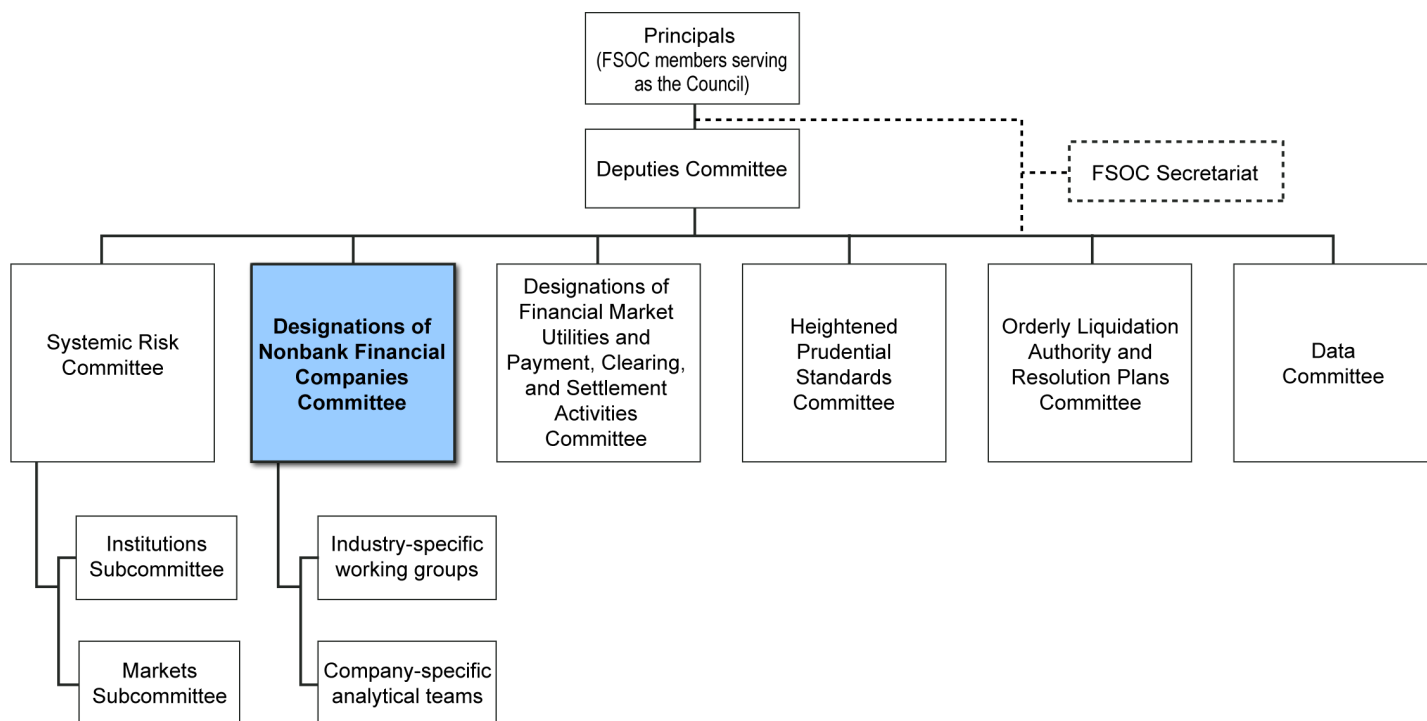 Principals
(FSOC members serving
as the Council)
Deputies Committee
FSOC Secretariat
Systemic Risk
Committee
Designations of
Nonbank Financial
Companies
Committee
Designations of
Financial Market
Utilities and
Payment, Clearing,
and Settlement
Activities
Committee
Heightened
Prudential
Standards
Committee
Orderly Liquidation
Authority and
Resolution Plans
Committee
Data
Committee
Institutions
Subcommittee
Markets
Subcommittee
Industry-specific
working groups
Company-specific
analytical teams